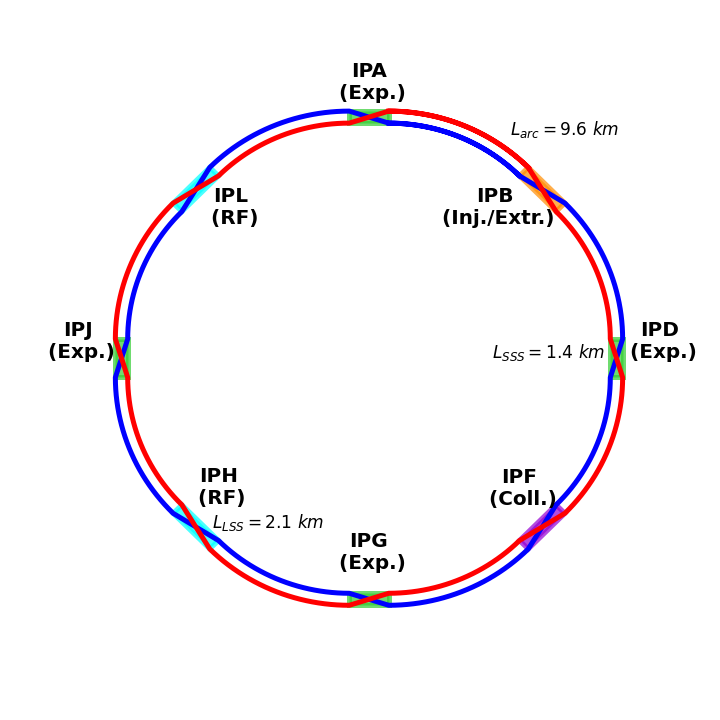 IPA
(Exp.)
L_arc = 9.6 km
IPL
(RF)
IPB
(Inj./Extr.)
IPJ
(Exp.)
L_SSS = 1.4 km
IPD
(Exp.)
IPH
(RF)
IPF
(Coll.)
L_LSS = 2.1 km
IPG
(Exp.)